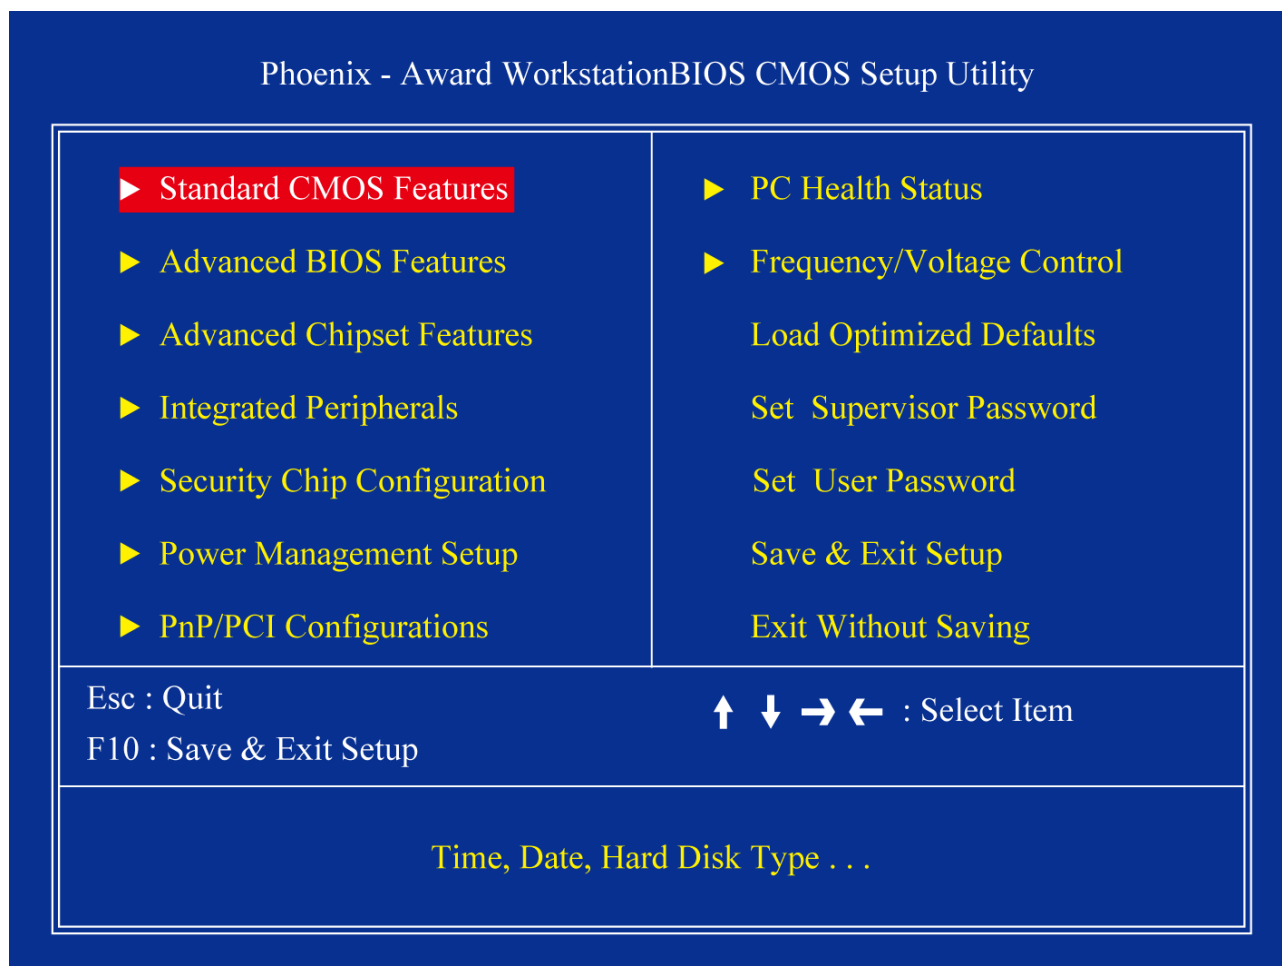 Phoenix - Award WorkstationBIOS CMOS Setup Utility
Standard CMOS Features
Advanced BIOS Features
Advanced Chipset Features
Integrated Peripherals
Security Chip Configuration
Power Management Setup
PnP/PCI Configurations
PC Health Status
Frequency/Voltage Control
Load Optimized Defaults
Set Supervisor Password
Set User Password
Save & Exit Setup
Exit Without Saving
Esc : Quit
F10 : Save & Exit Setup
: Select Item
Time, Date, Hard Disk Type . . .